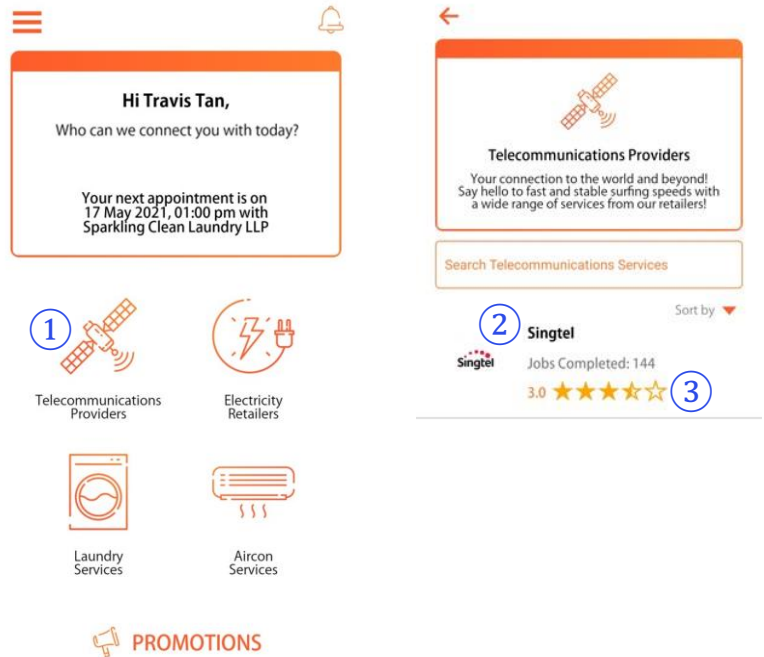 Hi Travis Tan,
Who can we connect you with today?
Your next appointment is on
17 May 2021, 01:00 pm with
Sparkling Clean Laundry LLP
①
Telecommunications
Providers
Electricity
Retailers
Laundry
Services
Aircon
Services
PROMOTIONS
Telecommunications Providers
Your connection to the world and beyond!
Say hello to fast and stable surfing speeds with
a wide range of services from our retailers!
Search Telecommunications Services
Sort by
②
Singtel
Singtel
Jobs Completed: 144
3.0
③